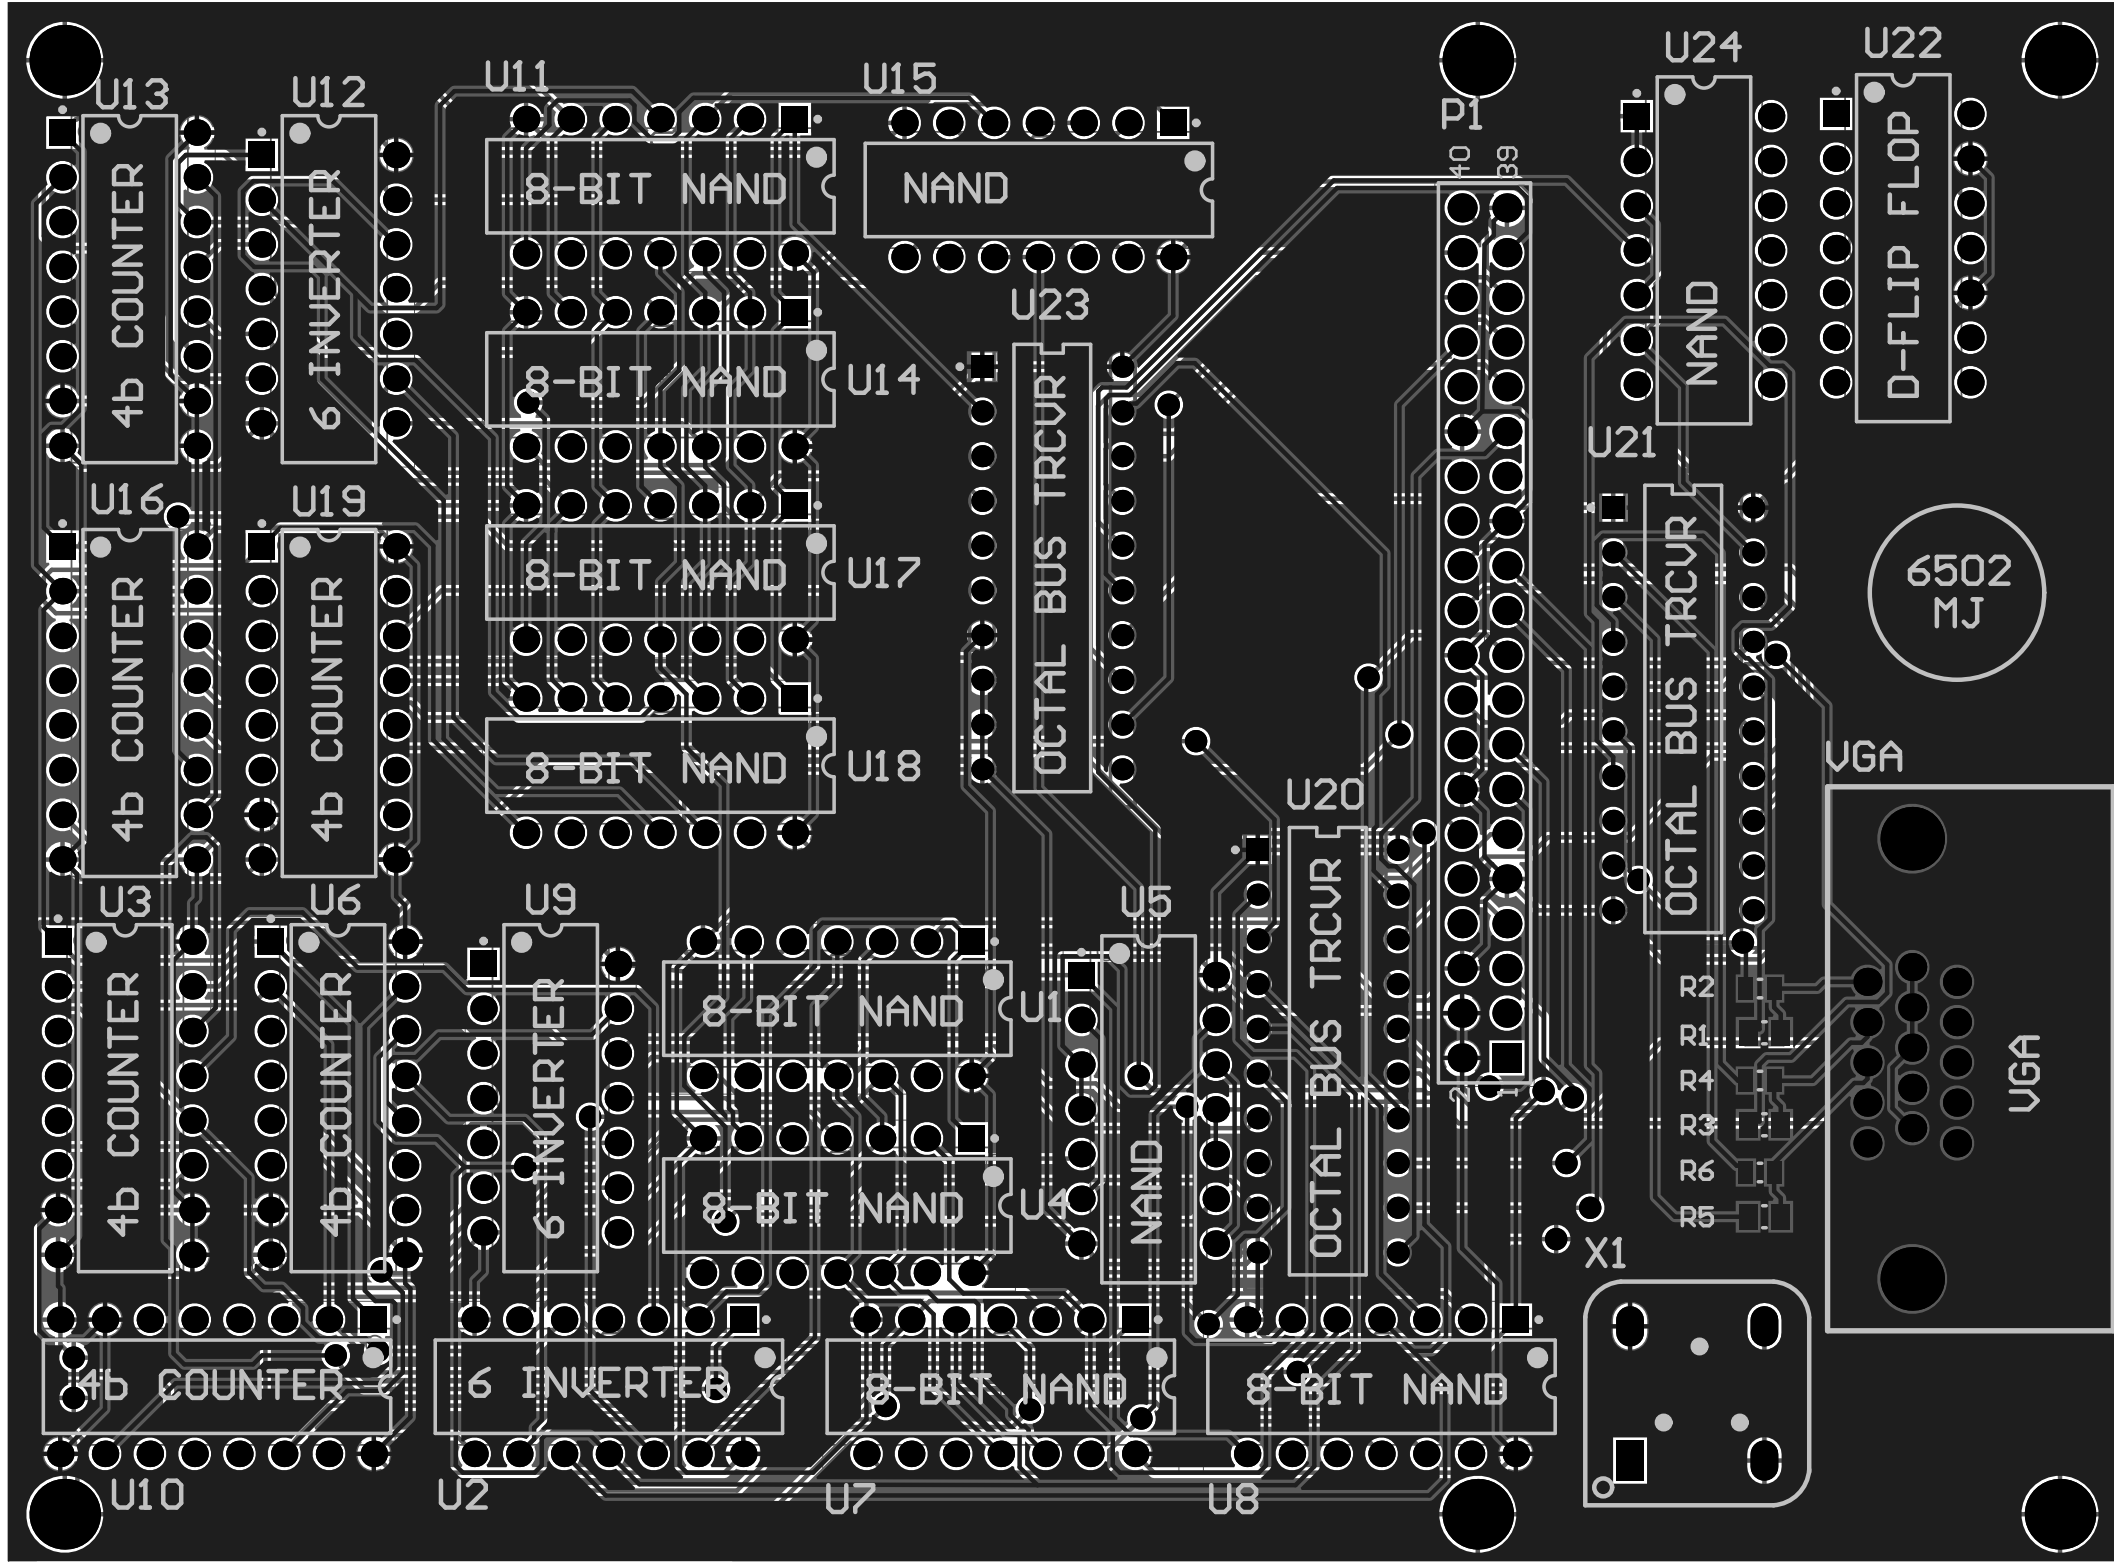 U13
U12
U11
U15
P1
U24
U22
40
39
4b COUNTER
6 INVERTER
8-BIT NAND
NAND
NAND
D-FLIP FLOP
U23
8-BIT NAND
U14
OCTAL BUS TRCVR
U21
U16
U19
4b COUNTER
4b COUNTER
8-BIT NAND
U17
OCTAL BUS TRCVR
6502
MJ
8-BIT NAND
U18
U20
VGA
U3
U6
U9
U5
4b COUNTER
4b COUNTER
6 INVERTER
8-BIT NAND
U1
NAND
OCTAL BUS TRCVR
R2
R1
R4
R3
R6
R5
VGA
2
1
8-BIT NAND
U4
X1
4b COUNTER
6 INVERTER
8-BIT NAND
8-BIT NAND
U10
U2
U7
U8